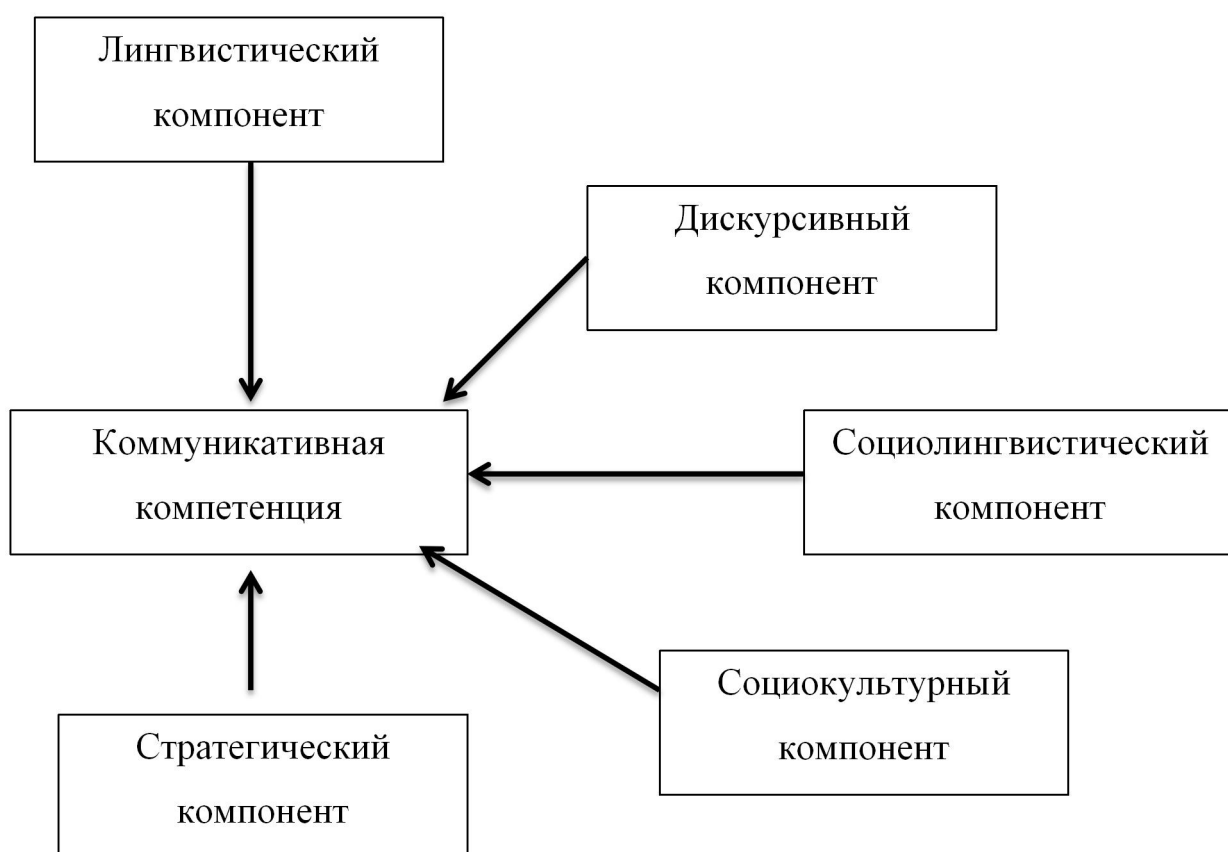 Лингвистический
компонент
Дискурсивный
компонент
Коммуникативная
компетенция
Социолингвистический
компонент
Социокультурный
компонент
Стратегический
компонент